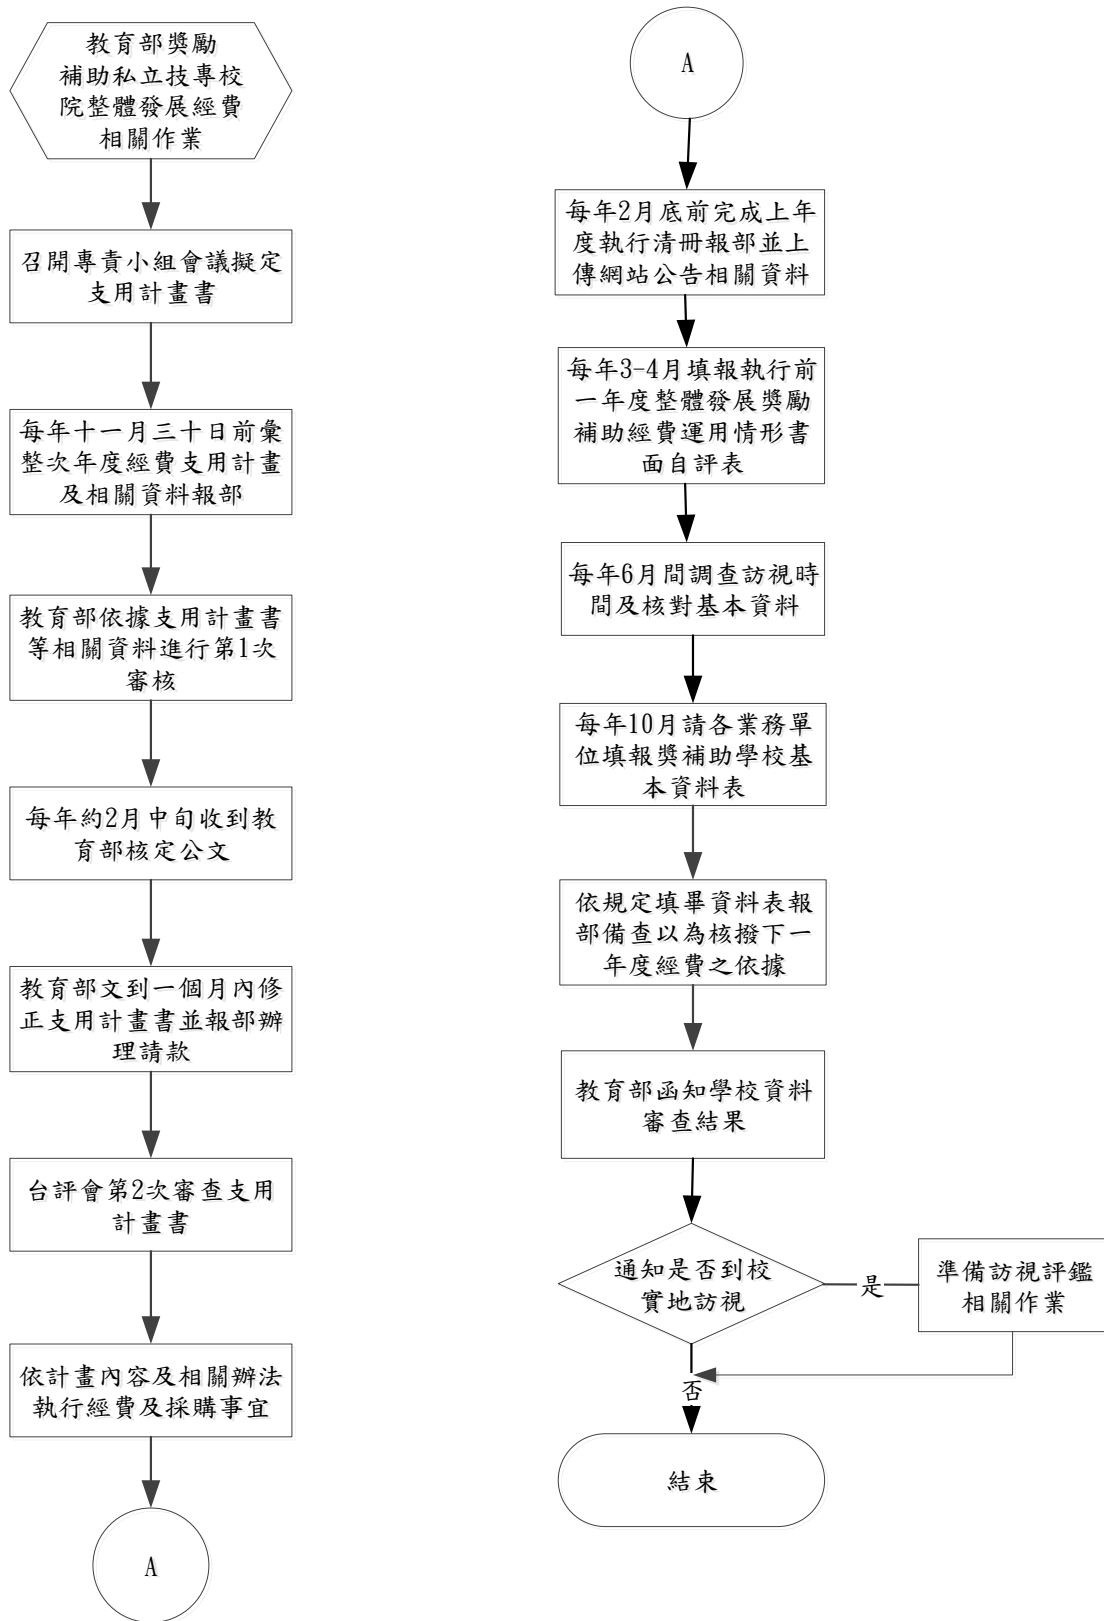 教育部獎勵
補助私立技專校
院整體發展經費
相關作業
召開專責小組會議擬定
支用計畫書
每年十一月三十日前彙
整次年度經費支用計畫
及相關資料報部
教育部依據支用計畫書
等相關資料進行第1次
審核
每年約2月中旬收到教
育部核定公文
教育部文到一個月內修
正支用計畫書並報部辦
理請款
台評會第2次審查支用
計畫書
依計畫內容及相關辦法
執行經費及採購事宜
A
A
每年2月底前完成上年
度執行清冊報部並上
傳網站公告相關資料
每年3-4月填報執行前
一年度整體發展獎勵
補助經費運用情形書
面自評表
每年6月間調查訪視時
間及核對基本資料
每年10月請各業務單
位填報獎補助學校基
本資料表
依規定填畢資料表報
部備查以為核撥下一
年度經費之依據
教育部函知學校資料
審查結果
通知是否到校
實地訪視
是
準備訪視評鑑
相關作業
否
結束